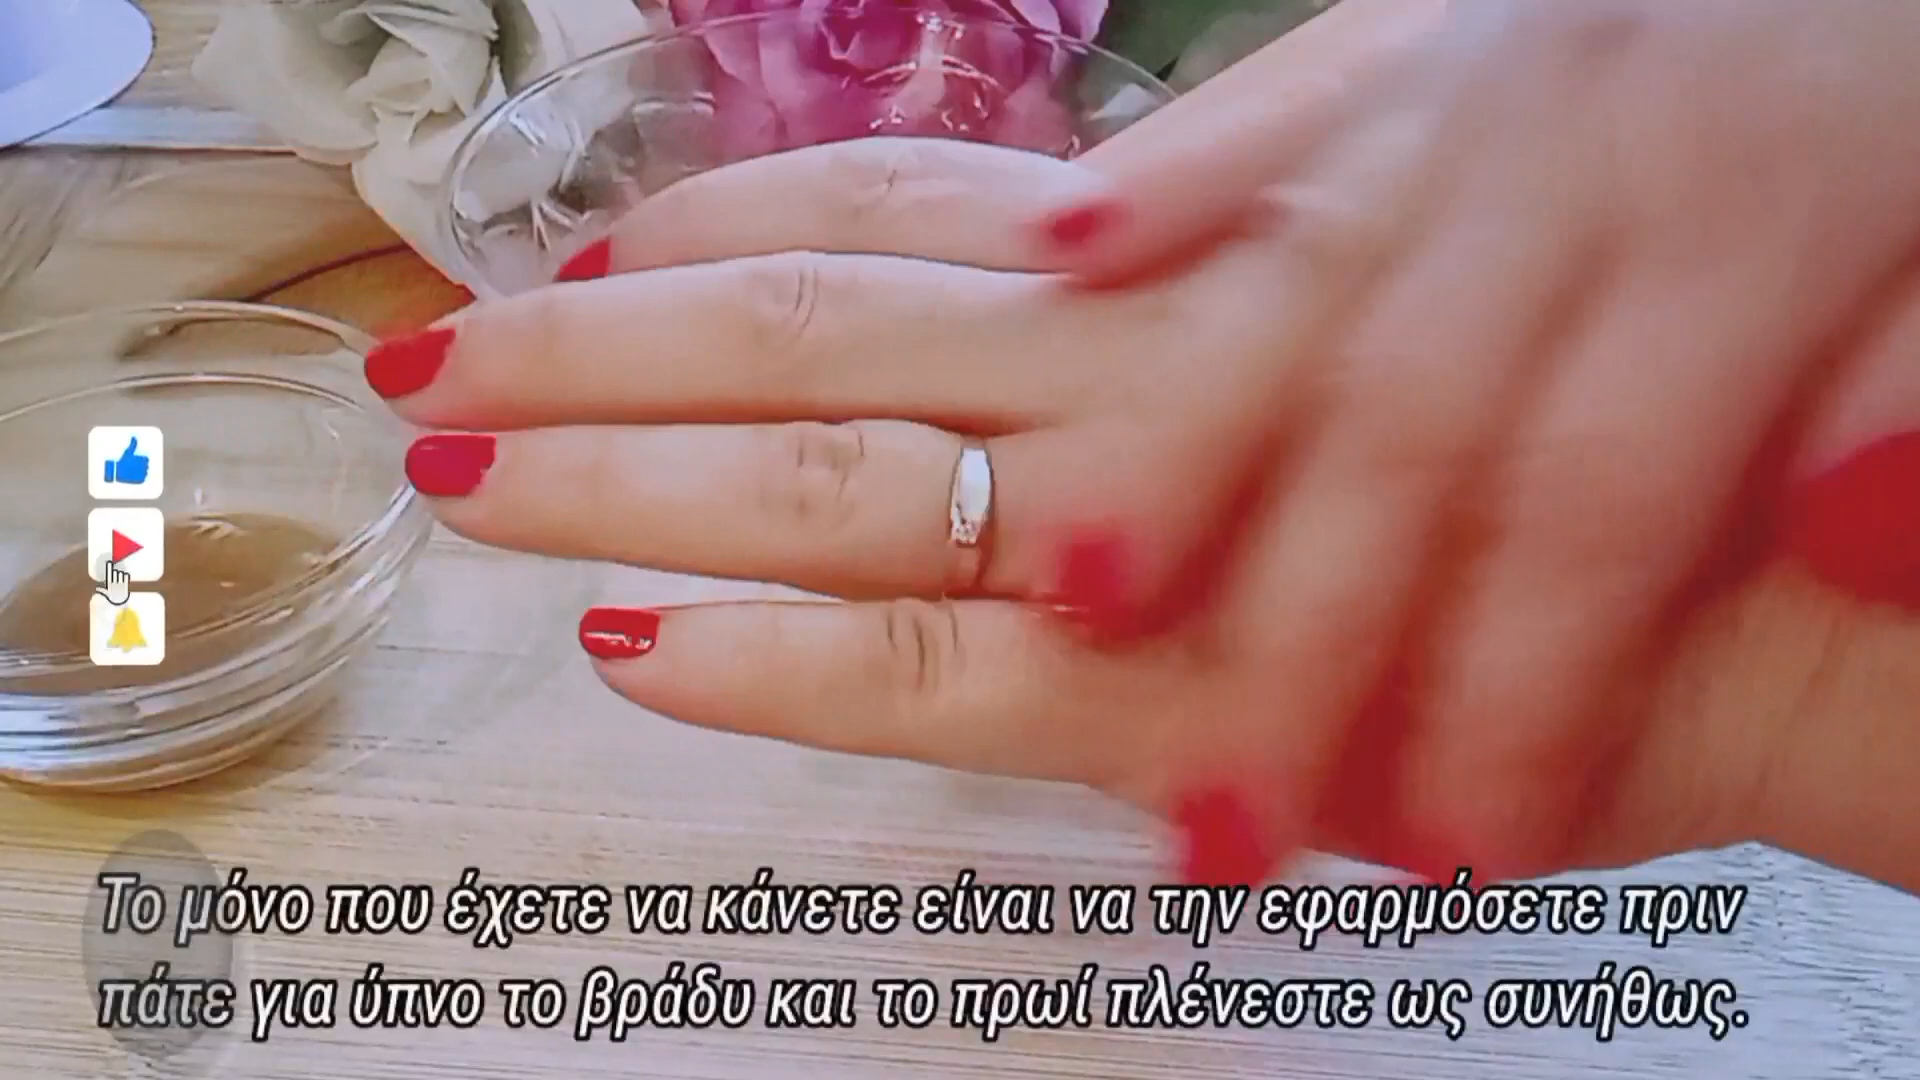 Το μόνο που έχετε να κάνετε είναι να την εφαρμόσετε πριν
πάτε για ύπνο το βράδυ και το πρωί πλένεστε ως συνήθως.